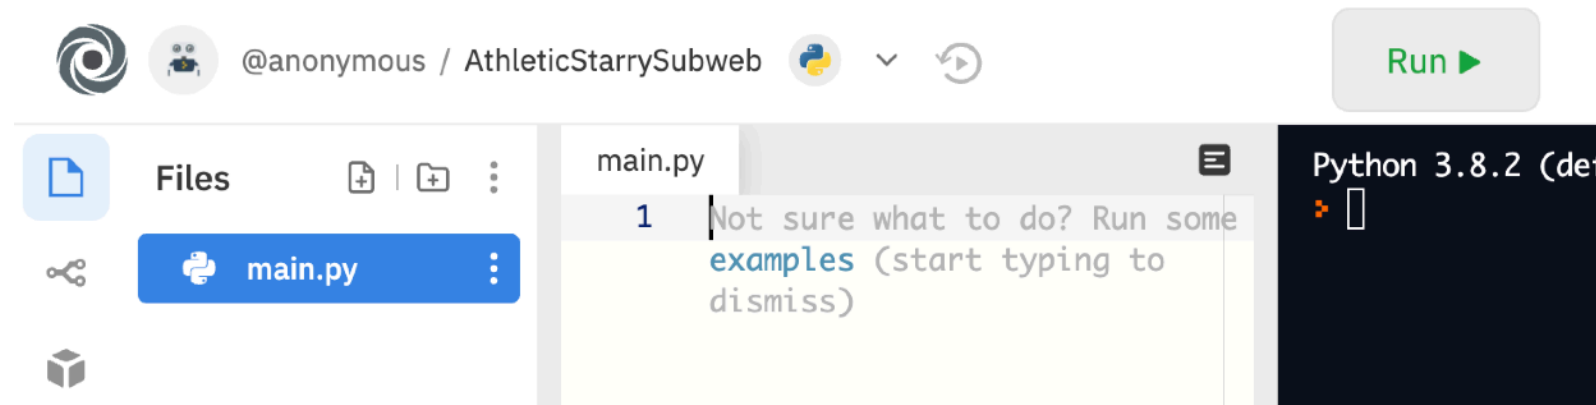 @anonymous / AthleticStarrySubweb
Run
Files
main.py
main.py
1 Not sure what to do? Run some
examples (start typing to
dismiss)
Python 3.8.2 (def
>